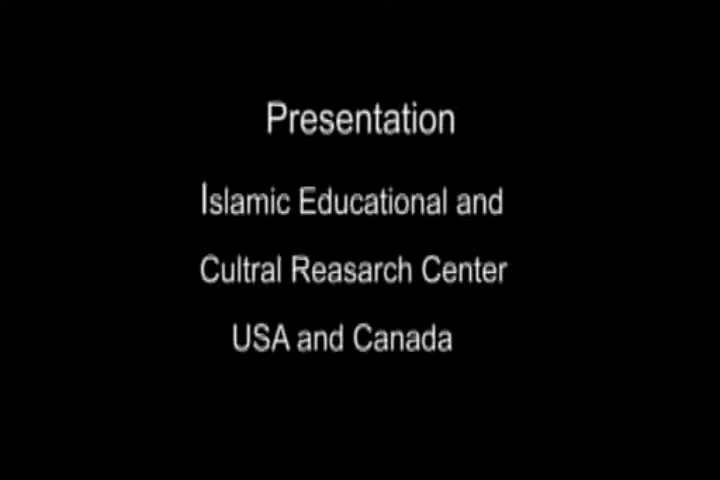 Presentation
Islamic Educational and
Cultral Reasarch Center
USA and Canada